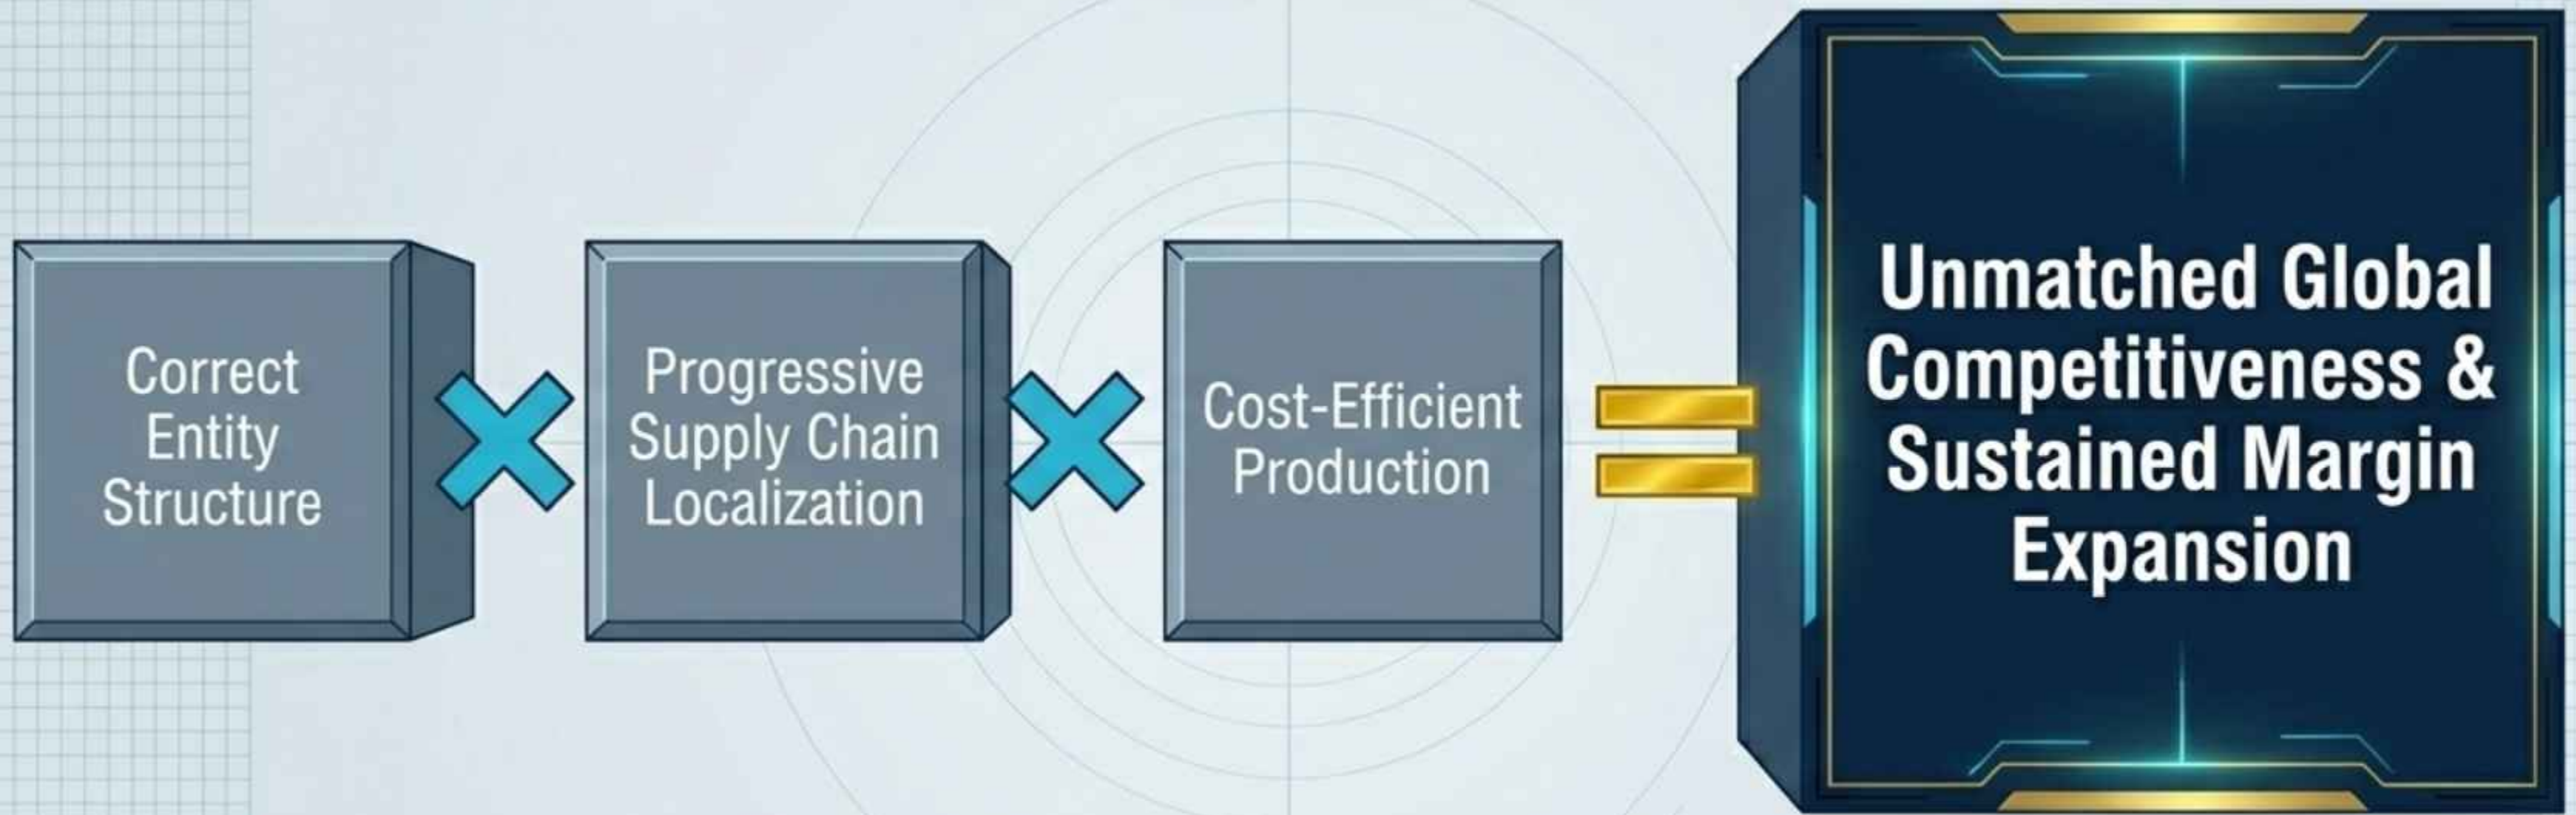 Correct
Entity
Structure
Progressive
Supply Chain
Localization
Cost-Efficient
Production
Unmatched Global
Competitiveness &
Sustained Margin
Expansion